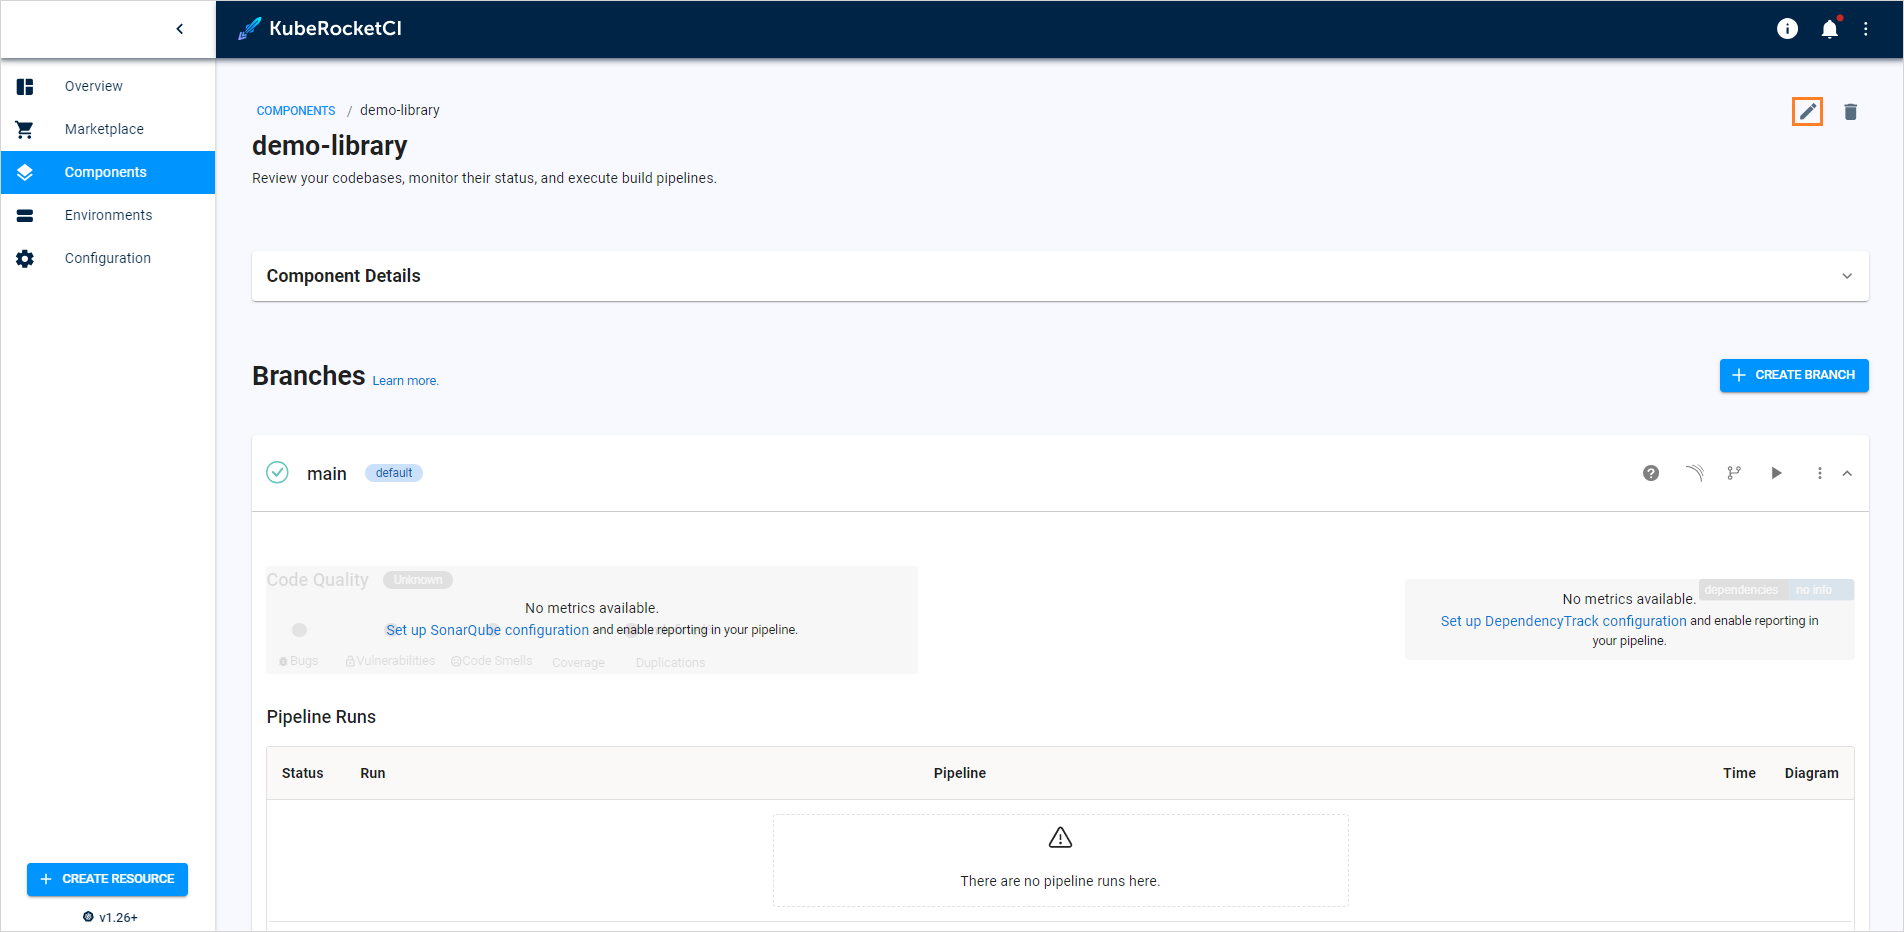 KubeRocketCI
Overview
Marketplace
Components
Environments
Configuration
CREATE RESOURCE
v1.26+
COMPONENTS / demo-library
demo-library
Review your codebases, monitor their status, and execute build pipelines.
Component Details
Branches Learn more.
CREATE BRANCH
main default
Code Quality Unknown
No metrics available.
Set up SonarQube configuration and enable reporting in your pipeline.
Bugs Vulnerabilities Code Smells Coverage Duplications
dependencies no info
No metrics available.
Set up DependencyTrack configuration and enable reporting in
your pipeline.
Pipeline Runs
Status Run Pipeline Time Diagram
There are no pipeline runs here.